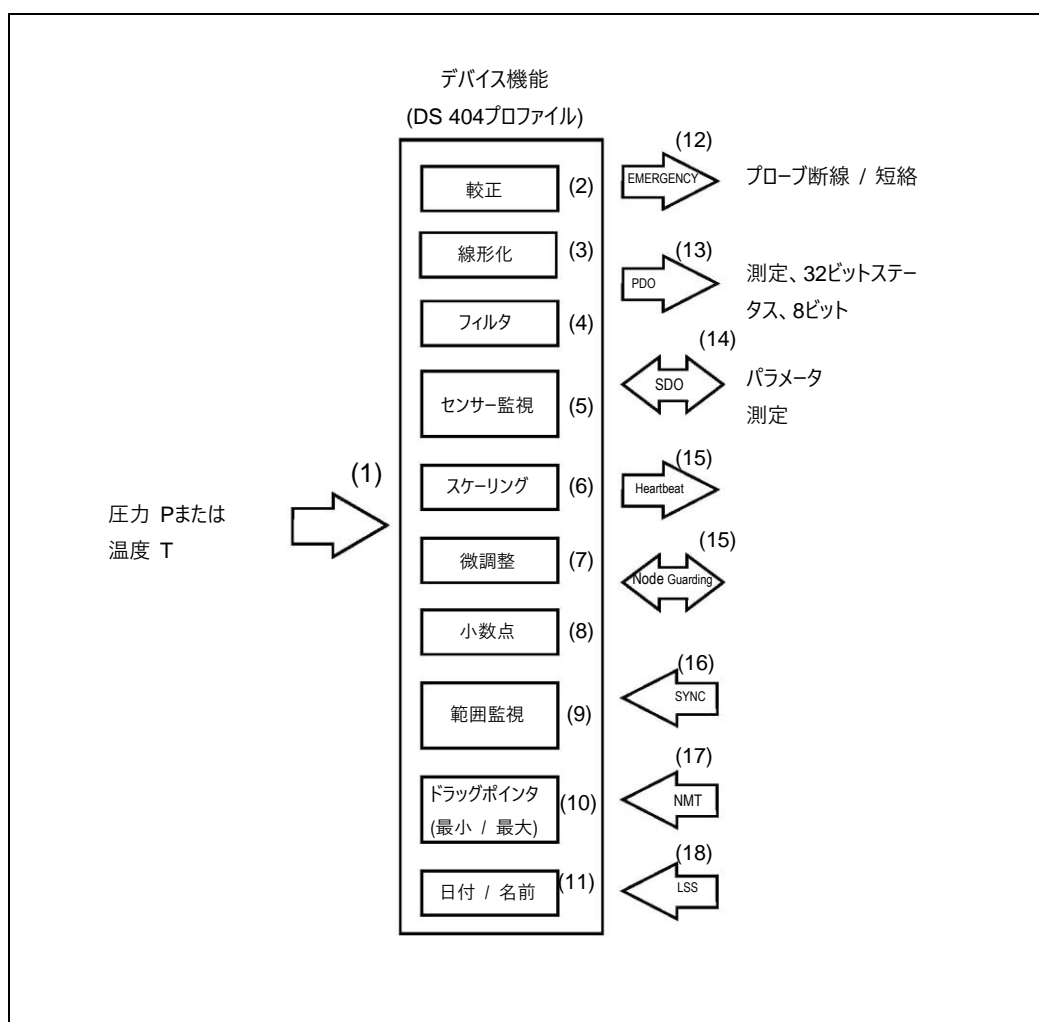 デバイス機能
(DS 404プロファイル)
(12)
EMERGENCY
プローブ断線 / 短絡
較正
(2)
線形化
(3)
(13)
PDO
測定、32ビットステー
タス、8ビット
フィルタ
(4)
(14)
SDO
パラメータ
測定
センサー監視
(5)
(1)
圧力 Pまたは
温度 T
スケーリング
(6)
(15)
Heartbeat
微調整
(7)
(15)
Node Guarding
小数点
(8)
(16)
SYNC
範囲監視
(9)
(17)
NMT
ドラッグポインタ
(最小 / 最大)
(10)
(18)
LSS
日付 / 名前
(11)